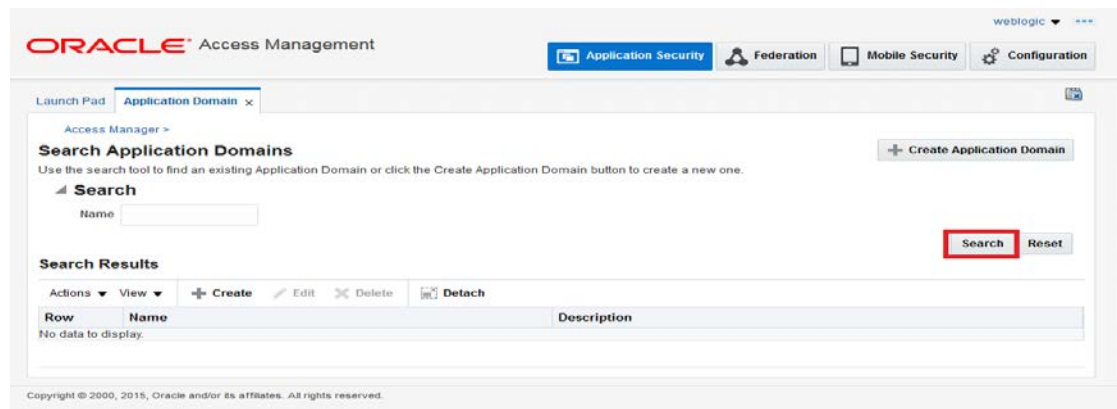 weblogic
ORACLE Access Management
Application Security Federation Mobile Security Configuration
Launch Pad Application Domain x
Access Manager >
Search Application Domains
Create Application Domain
Use the search tool to find an existing Application Domain or click the Create Application Domain button to create a new one.
Search
Name
Search Reset
Search Results
Actions View Create Edit Delete Detach
Row Name Description
No data to display.
Copyright © 2000, 2015, Oracle and/or its affiliates. All rights reserved.